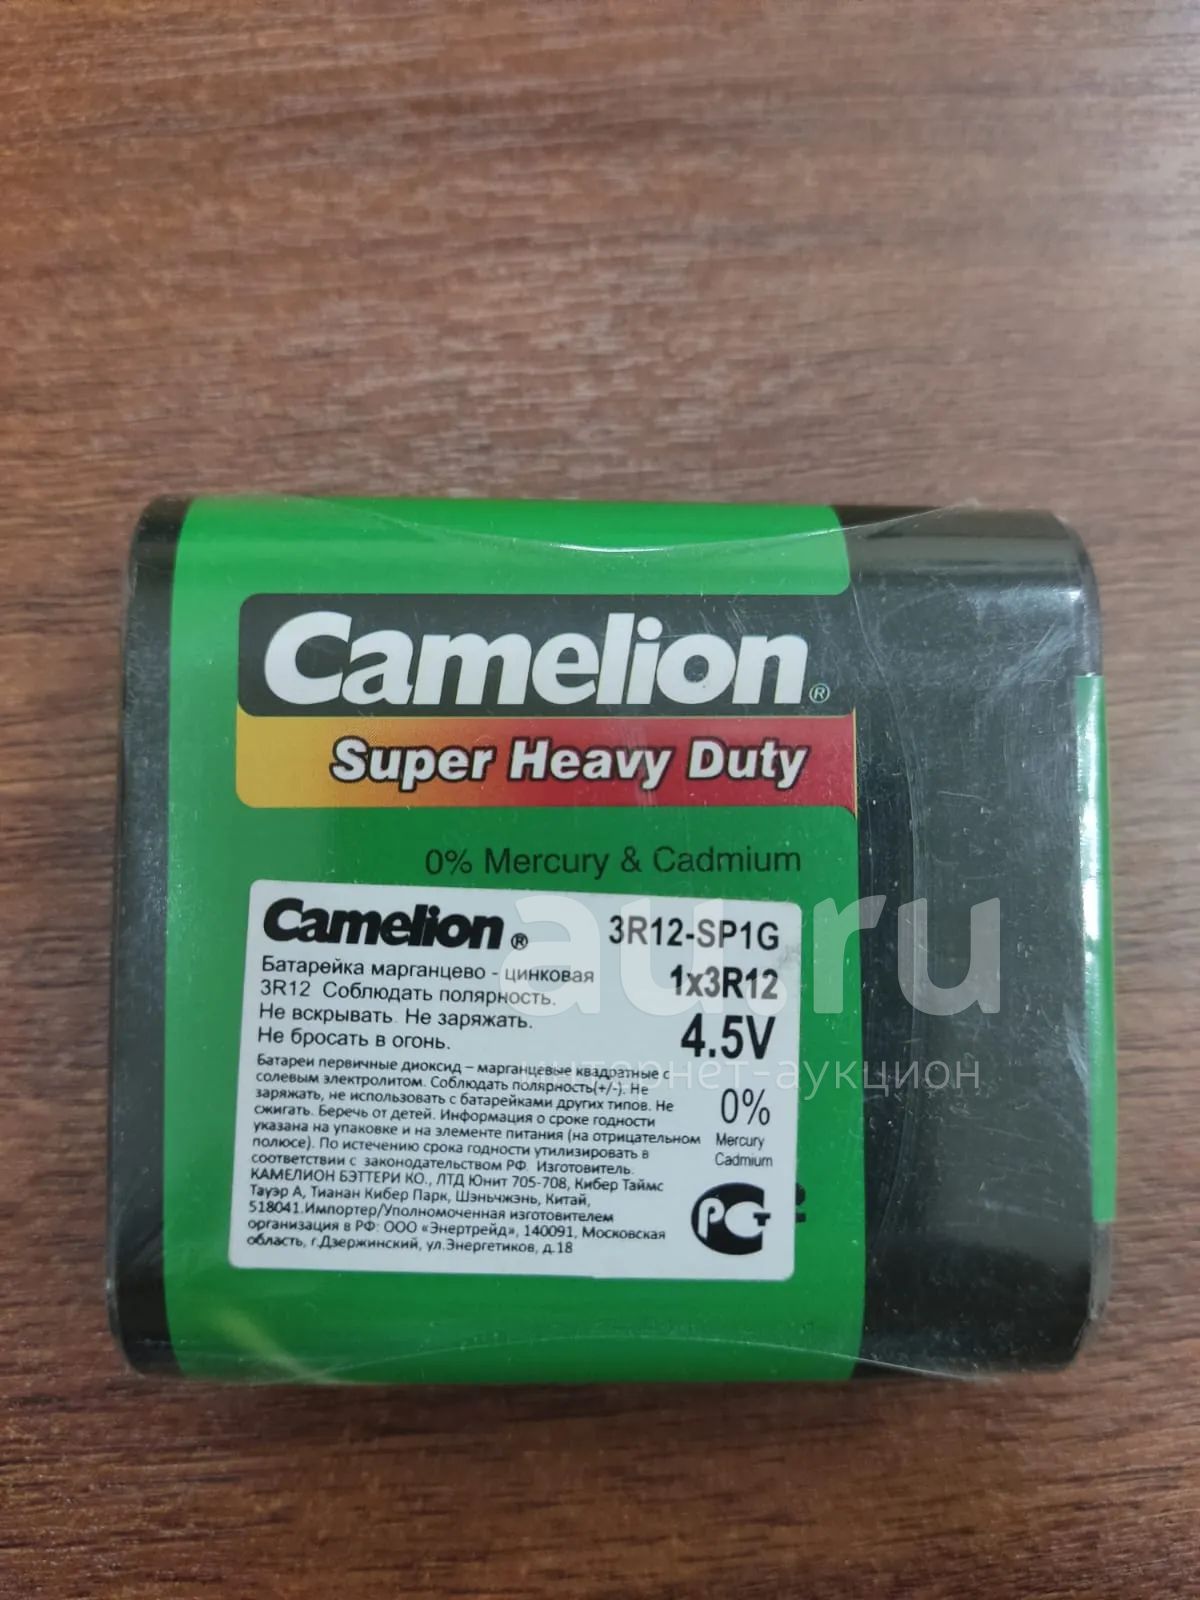 Camelion®
Super Heavy Duty
0% Mercury & Cadmium
Camelion®
3R12-SP1G
Батарейка марганцево - цинковая
1x3R12
3R12 Соблюдать полярность.
Не вскрывать. Не заряжать.
4.5V
Не бросать в огонь.
Батареи первичные диоксид – марганцевые квадратные с
солевым электролитом. Соблюдать полярность(+/-). Не
заряжать, не использовать с батарейками других типов. Не
сжигать. Беречь от детей. Информация о сроке годности
указана на упаковке и на элементе питания (на отрицательном
полюсе). По истечению срока годности утилизировать в
соответствии с законодательством РФ. Изготовитель.
КАМЕЛИОН БЭТТЕРИ КО., ЛТД Юнит 705-708, Кибер Таймс
Тауэр А, Тианан Кибер Парк, Шэньчжэнь, Китай,
518041.Импортер/Уполномоченная изготовителем
организация в РФ: ООО «Энертрейд», 140091, Московская
область, г.Дзержинский, ул.Энергетиков, д.18
0%
Mercury
Cadmium
РСТ
au.ru
интернет-аукцион